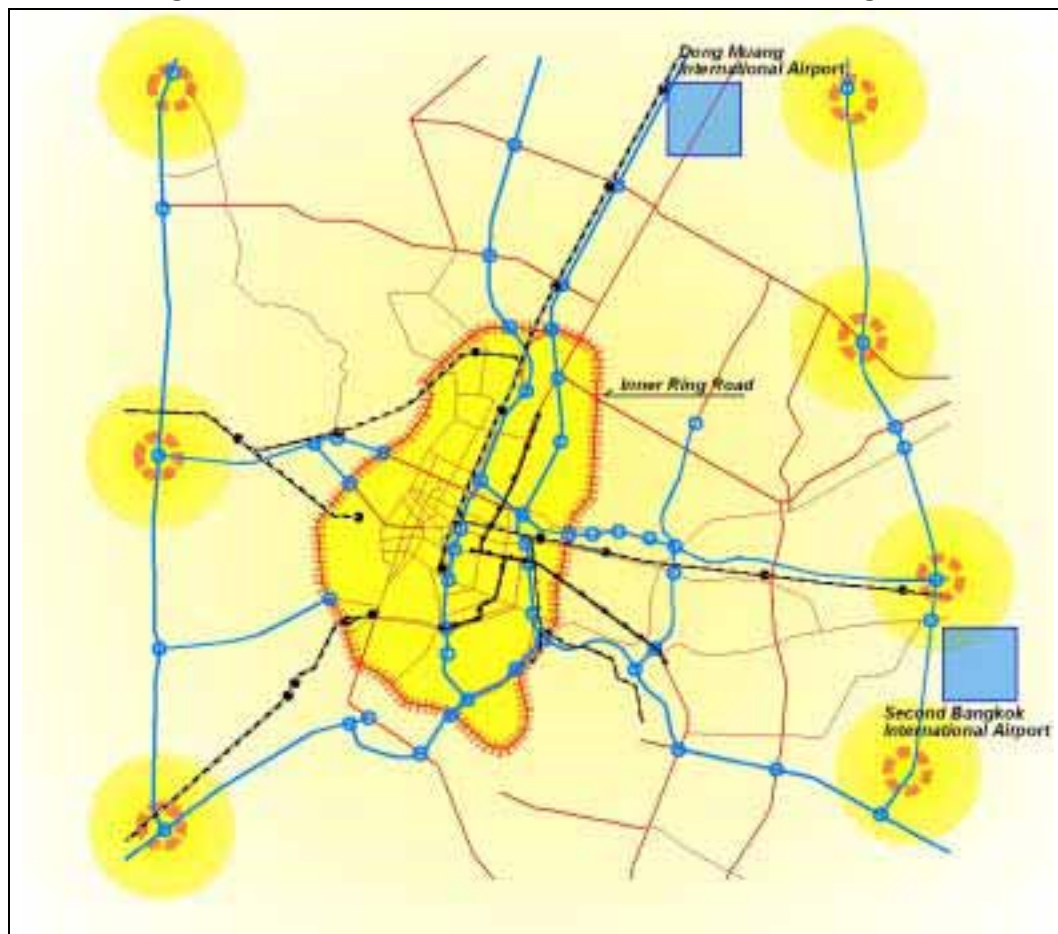 Dong Muang
International Airport
Inner Ring Road
Second Bangkok
International Airport